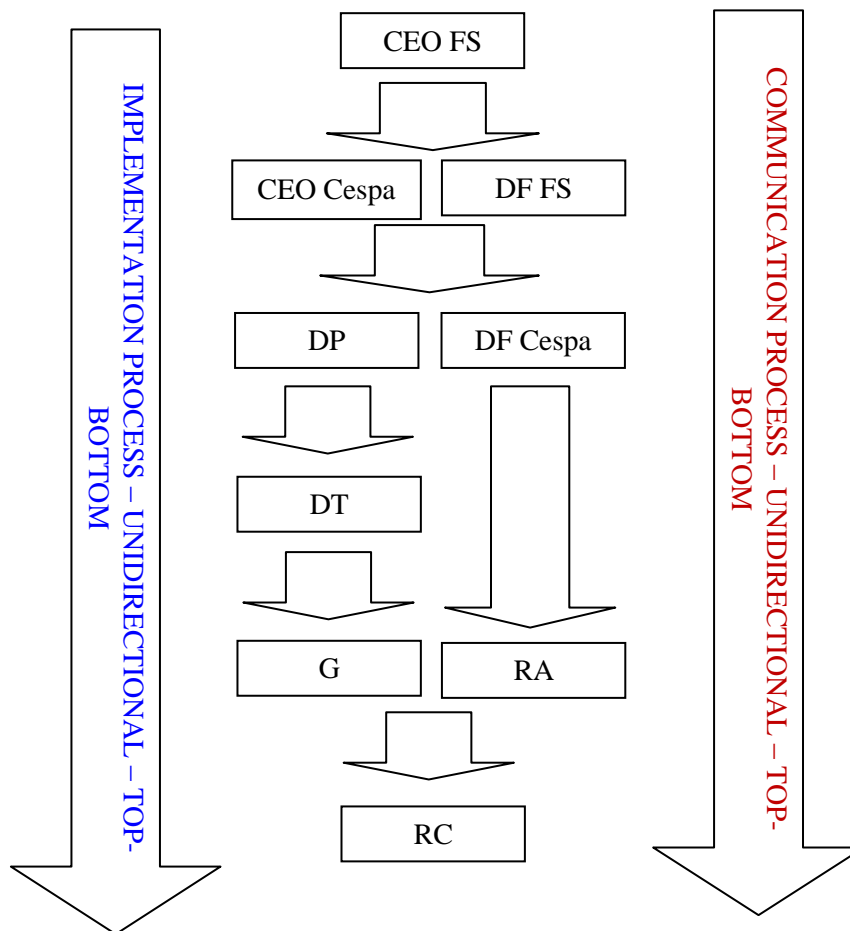 CEO FS
CEO Cespa
DF FS
DP
DF Cespa
DT
G
RA
RC
IMPLEMENTATION PROCESS – UNIDIRECTIONAL – TOP-
BOTTOM
COMMUNICATION PROCESS – UNIDIRECTIONAL – TOP-
BOTTOM